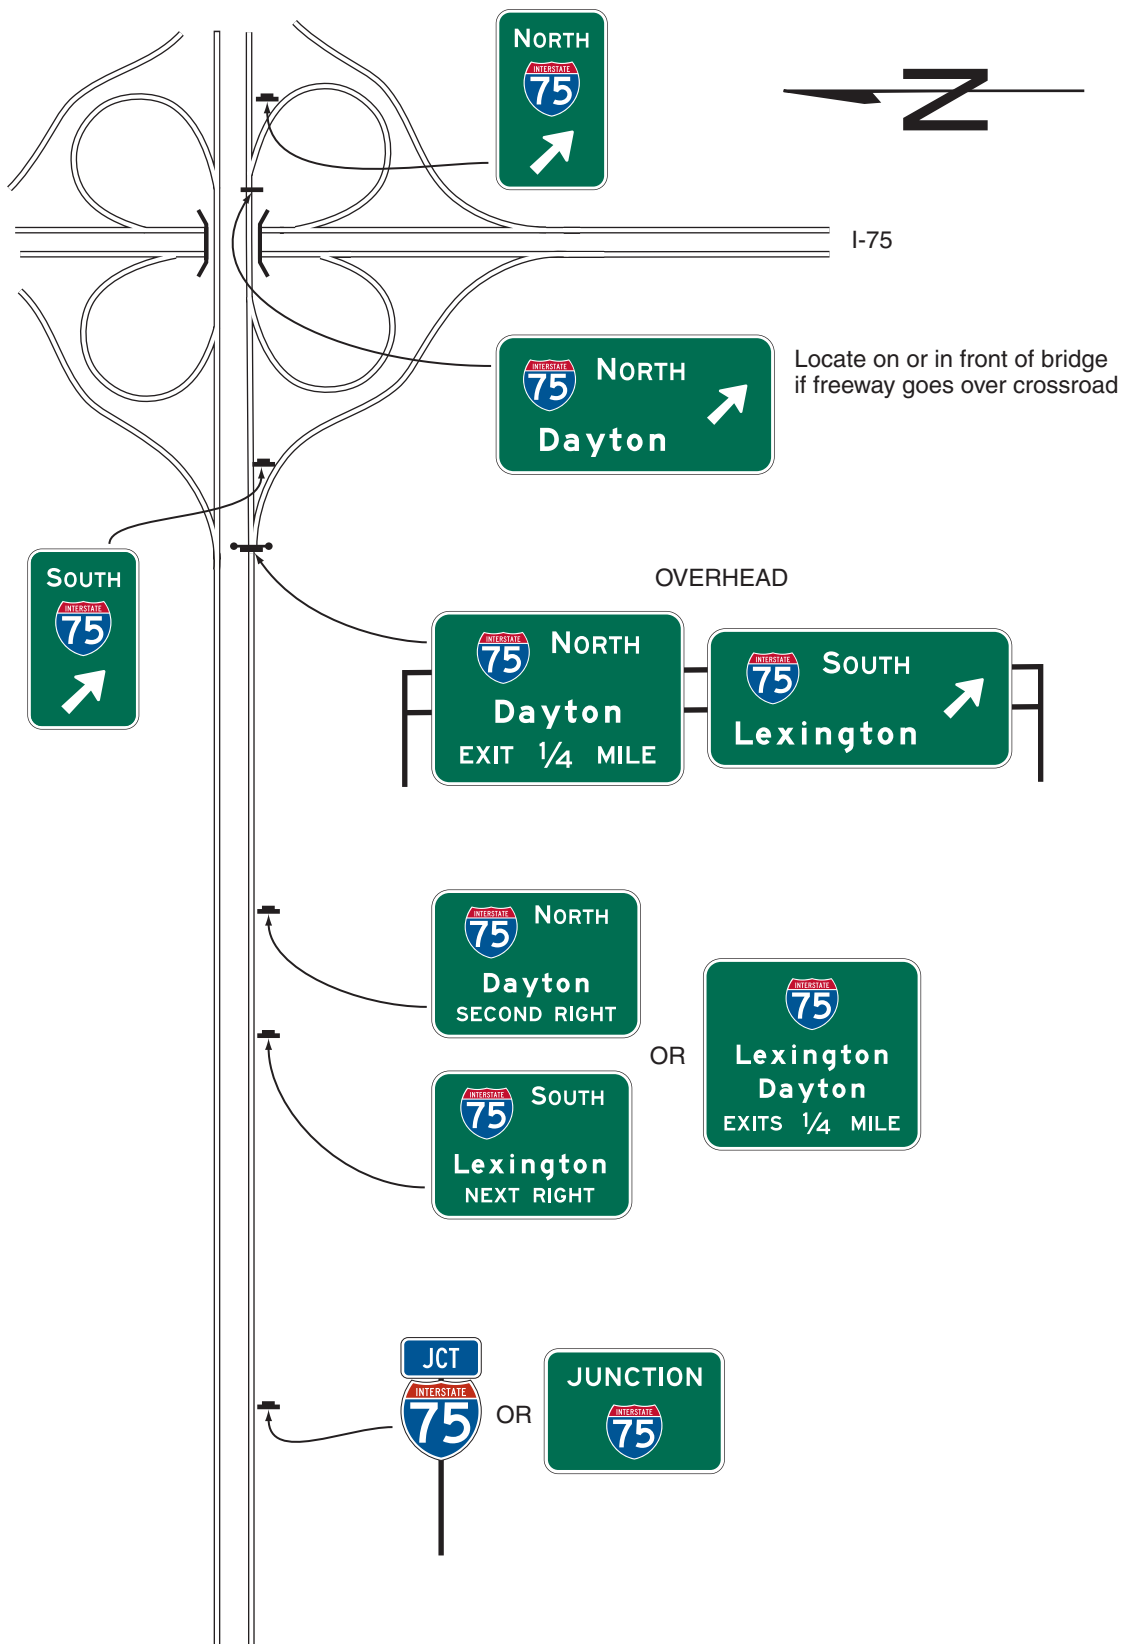 NORTH
INTERSTATE
75
N
I-75
75 NORTH
INTERSTATE
Dayton
Locate on or in front of bridge
if freeway goes over crossroad
SOUTH
INTERSTATE
75
OVERHEAD
INTERSTATE
75 NORTH
Dayton
EXIT 1/4 MILE
INTERSTATE
75 SOUTH
Lexington
INTERSTATE
75 NORTH
Dayton
SECOND RIGHT
INTERSTATE
75 SOUTH
Lexington
NEXT RIGHT
OR
INTERSTATE
75
Lexington
Dayton
EXITS 1/4 MILE
JCT
INTERSTATE
75
OR
JUNCTION
INTERSTATE
75